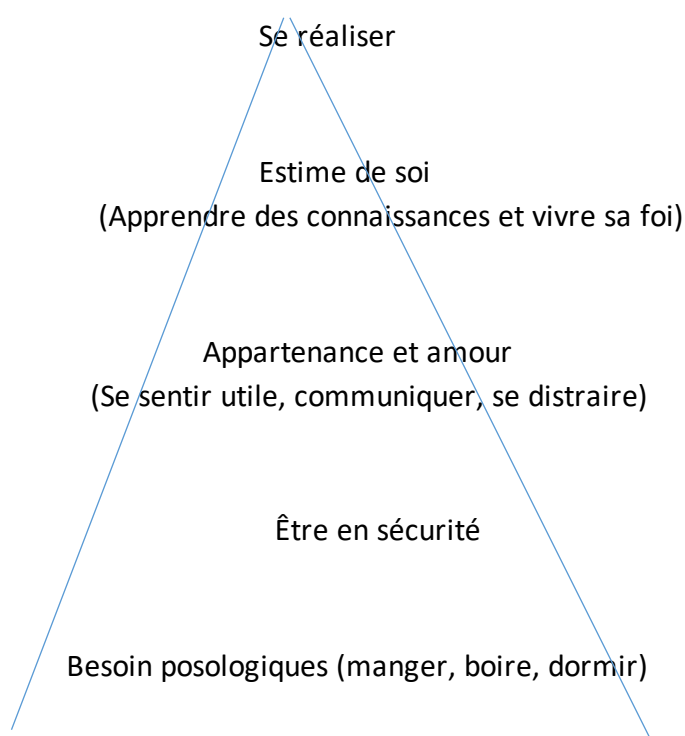 Se réaliser
Estime de soi
(Apprendre des connaissances et vivre sa foi)
Appartenance et amour
(Se sentir utile, communiquer, se distraire)
Être en sécurité
Besoin posologiques (manger, boire, dormir)